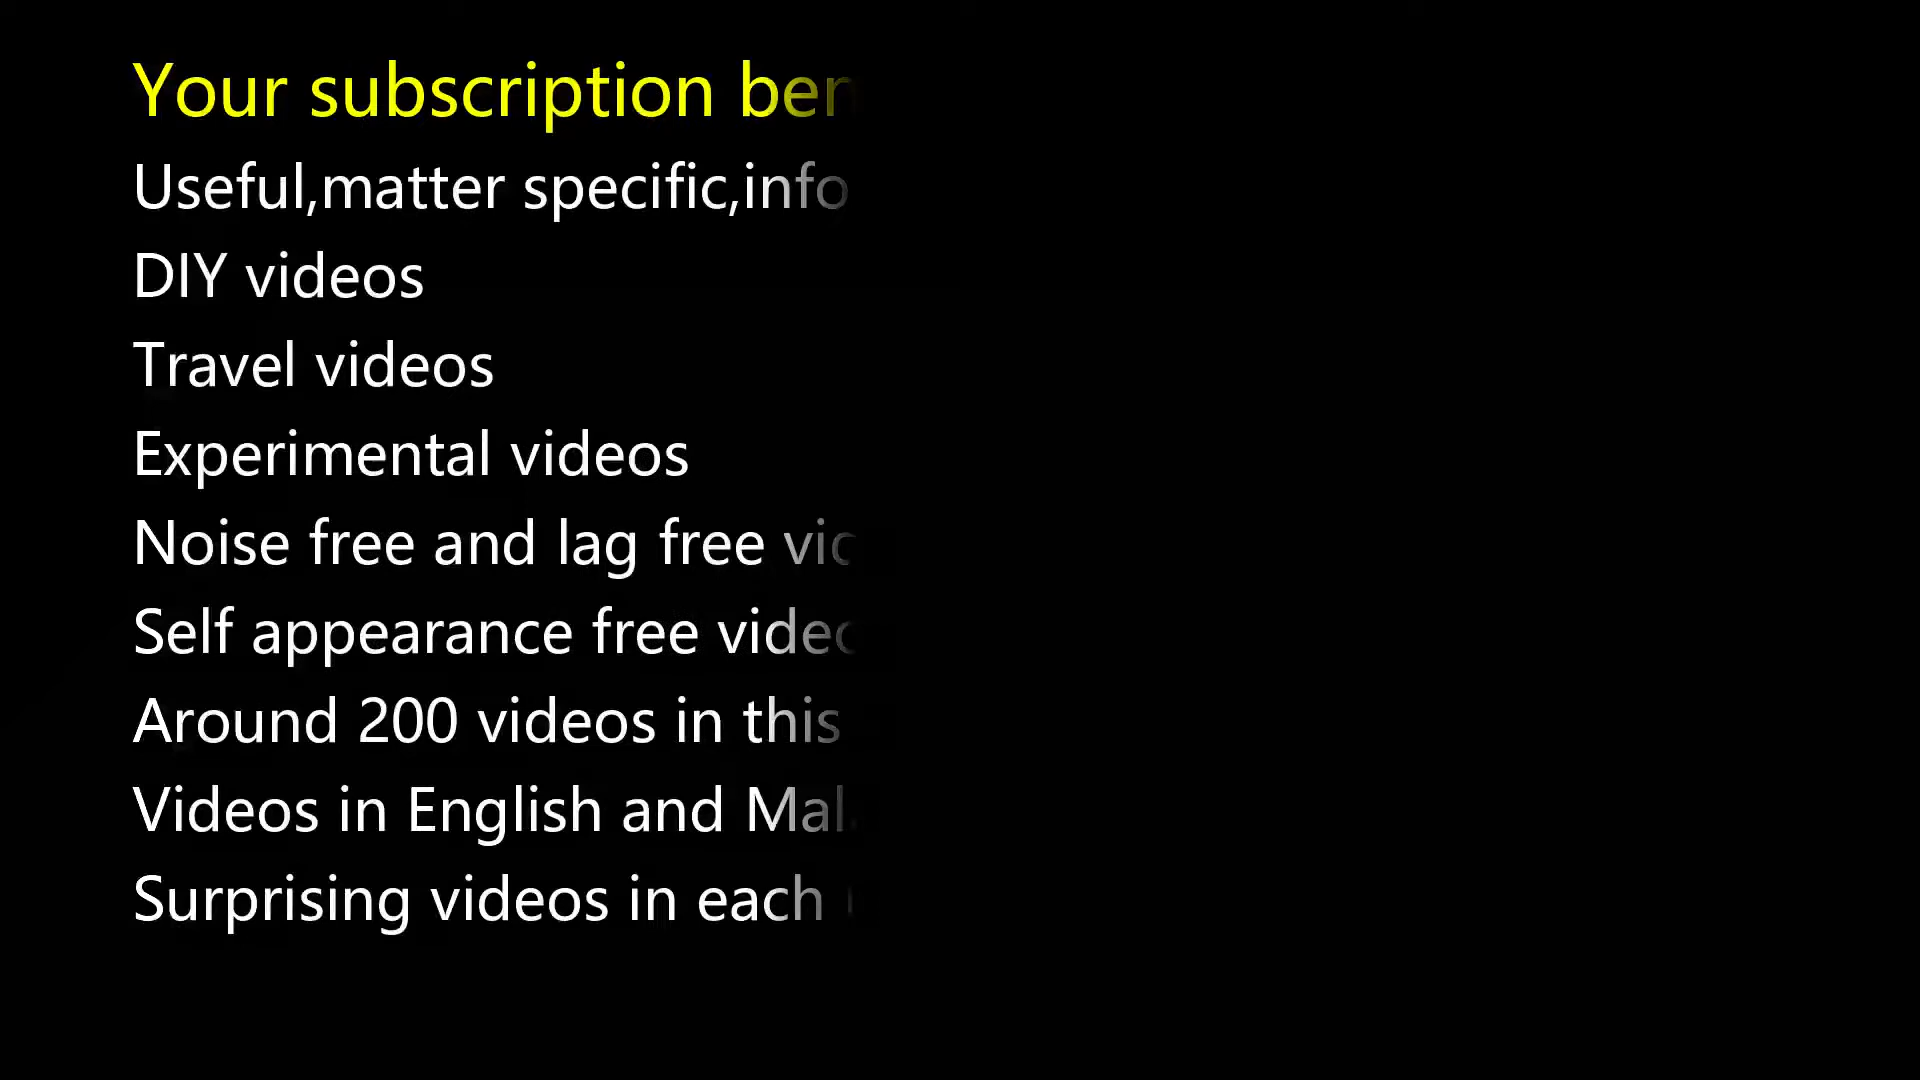 Your subscription
Useful,matter specific,info
DIY videos
Travel videos
Experimental videos
Noise free and lag free
Self appearance free
Around 200 videos in this
Videos in English and
Surprising videos in each